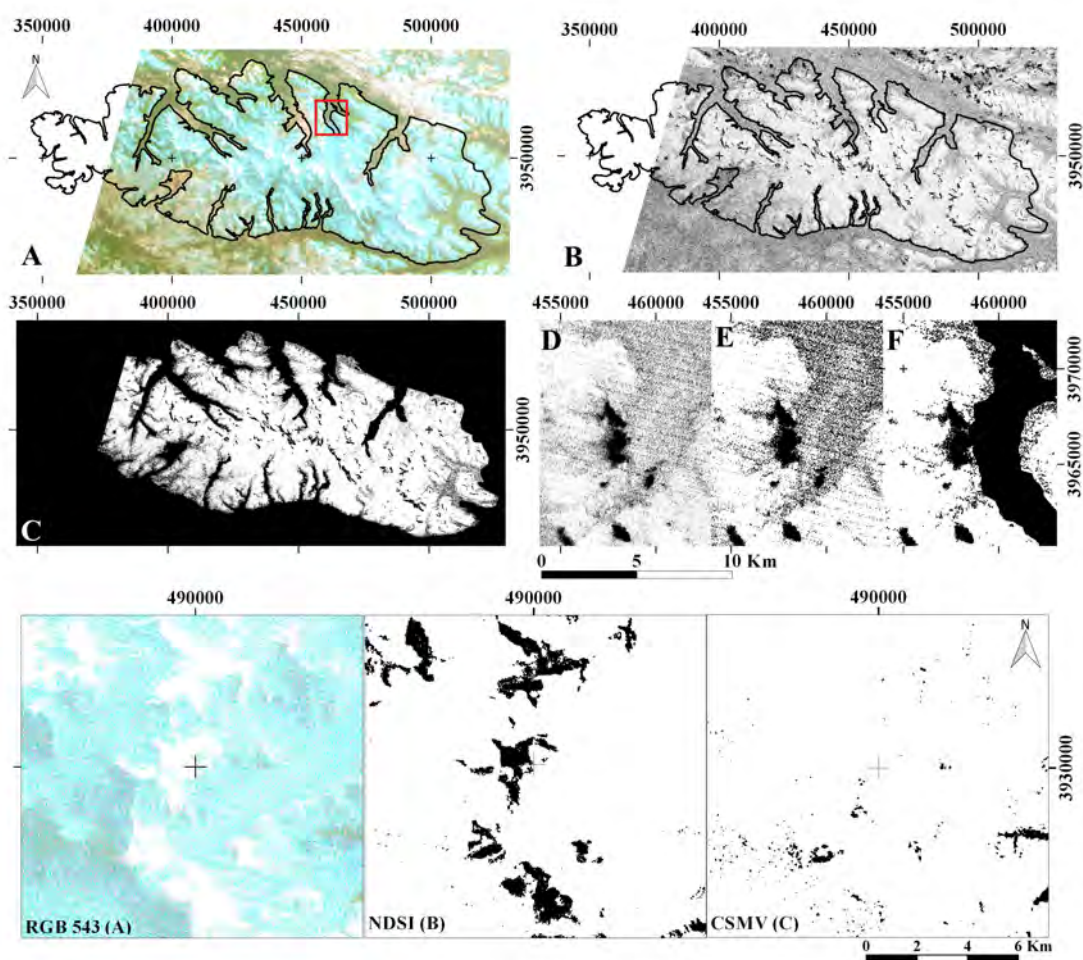 350000 400000 450000 500000 350000 400000 450000 500000
N
3950000
3950000
A
B
350000 400000 450000 500000 455000 460000 455000 460000 455000 460000
D
E
F
3970000
3950000
3965000
C
0 5 10 Km
490000 490000 490000
N
3930000
RGB 543 (A)
NDSI (B)
CSMV (C)
0 2 4 6 Km